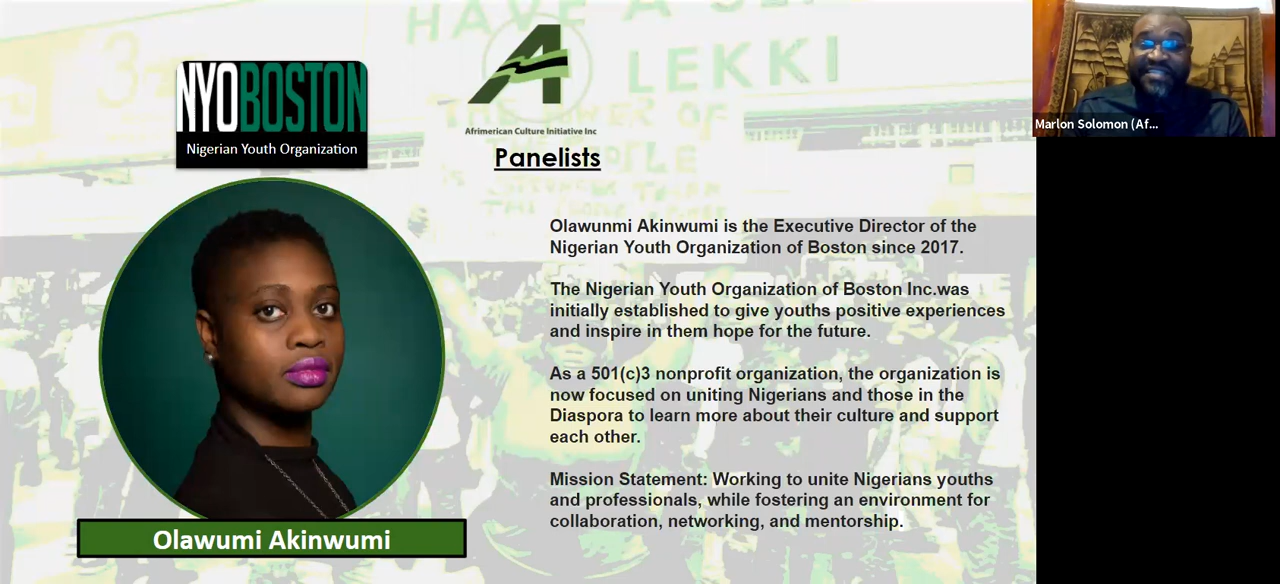 HAVE A
LEKKI
THE POWER OF
NYOBOSTON
Nigerian Youth Organization
Afrimerican Culture Initiative Inc
Panelists
Olawunmi Akinwumi is the Executive Director of the
Nigerian Youth Organization of Boston since 2017.
The Nigerian Youth Organization of Boston Inc.was
initially established to give youths positive experiences
and inspire in them hope for the future.
As a 501(c)3 nonprofit organization, the organization is
now focused on uniting Nigerians and those in the
Diaspora to learn more about their culture and support
each other.
Mission Statement: Working to unite Nigerians youths
and professionals, while fostering an environment for
collaboration, networking, and mentorship.
Olawumi Akinwumi
Marlon Solomon (Af...